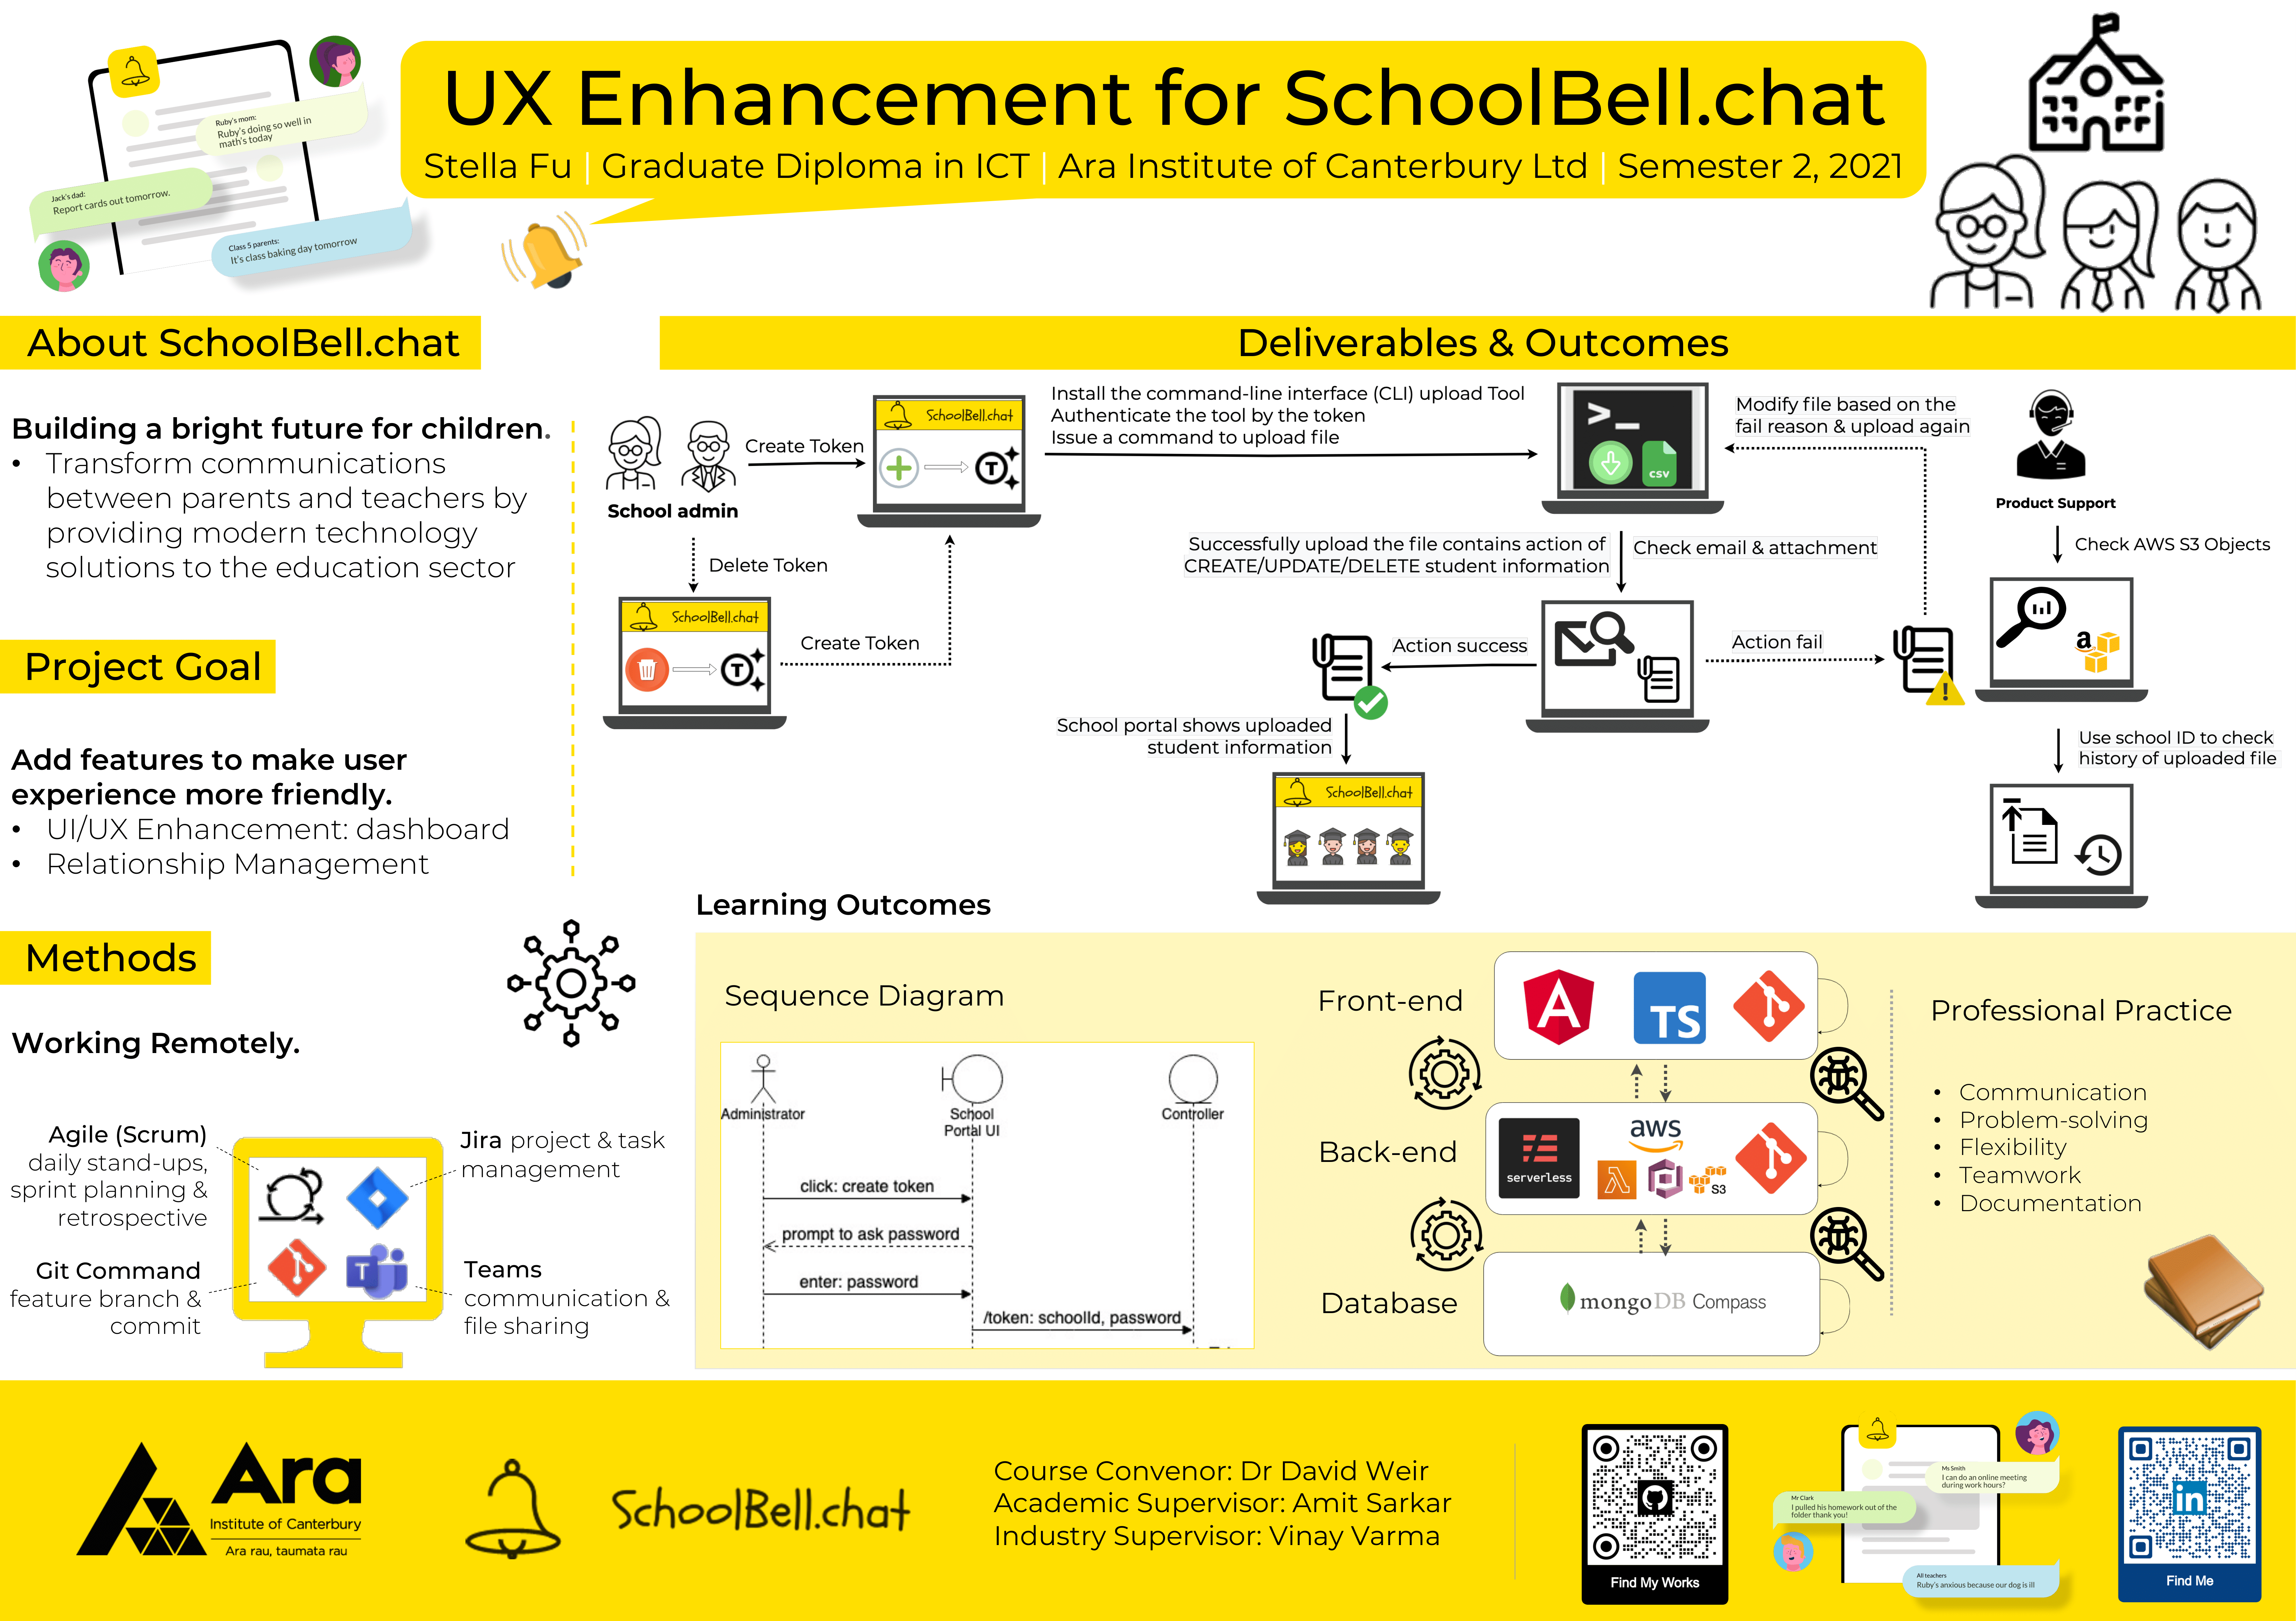 Ruby's mom:
Ruby's doing so well in
math's today
Jack's dad:
Report cards out tomorrow.
Class 5 parents:
It's class baking day tomorrow
UX Enhancement for SchoolBell.chat
Stella Fu | Graduate Diploma in ICT | Ara Institute of Canterbury Ltd | Semester 2, 2021
About SchoolBell.chat
Building a bright future for children.
• Transform communications
between parents and teachers by
providing modern technology
solutions to the education sector
Project Goal
Add features to make user
experience more friendly.
• UI/UX Enhancement: dashboard
• Relationship Management
Methods
Working Remotely.
Agile (Scrum)
daily stand-ups,
sprint planning &
retrospective
Jira project & task
management
Git Command
feature branch &
commit
T
Teams
communication &
file sharing
Deliverables & Outcomes
School admin
Create Token
SchoolBell.chat
T
Install the command-line interface (CLI) upload Tool
Authenticate the tool by the token
Issue a command to upload file
>_
csv
Modify file based on the
fail reason & upload again
Product Support
Check AWS S3 Objects
a
Use school ID to check
history of uploaded file
Delete Token
SchoolBell.chat
T
Create Token
Successfully upload the file contains action of
CREATE/UPDATE/DELETE student information
Check email & attachment
Action success
Action fail
!
School portal shows uploaded
student information
SchoolBell.chat
Learning Outcomes
Sequence Diagram
Administrator
School
Portal UI
Controller
click: create token
prompt to ask password
enter: password
/token: schoolId, password
Front-end
A
TS
Back-end
serverless
aws
λ
S3
Database
mongoDB Compass
Professional Practice
• Communication
• Problem-solving
• Flexibility
• Teamwork
• Documentation
Ara
Institute of Canterbury
Ara rau, taumata rau
SchoolBell.chat
Course Convenor: Dr David Weir
Academic Supervisor: Amit Sarkar
Industry Supervisor: Vinay Varma
Find My Works
Ms Smith
I can do an online meeting
during work hours?
Mr Clark
I pulled his homework out of the
folder thank you!
All teachers
Ruby's anxious because our dog is ill
in
Find Me